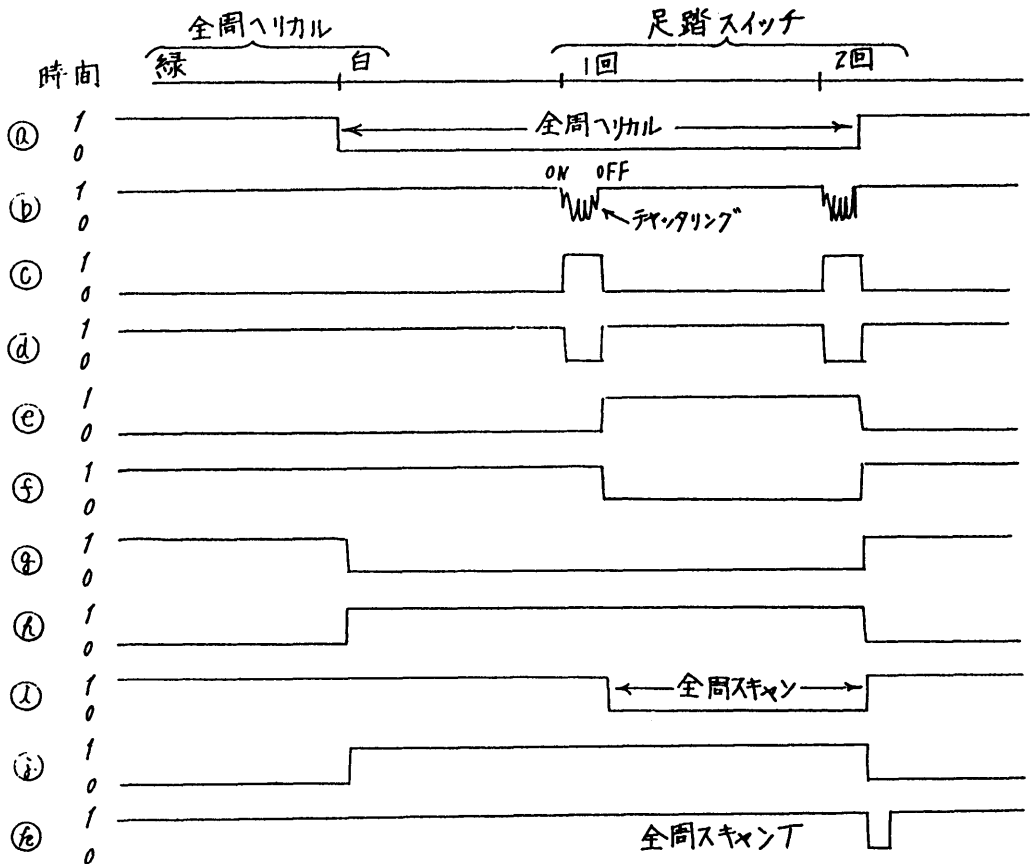 全周ヘリカル 足踏スイッチ
時間 緑 白 1回 2回
ⓐ 1 0 全周ヘリカル
ⓑ 1 0 ON OFF チャッタリング
ⓒ 1 0
ⓓ 1 0
ⓔ 1 0
ⓕ 1 0
ⓖ 1 0
ⓗ 1 0
ⓘ 1 0 全周スキャン
ⓙ 1 0
ⓚ 1 0 全周スキャンT